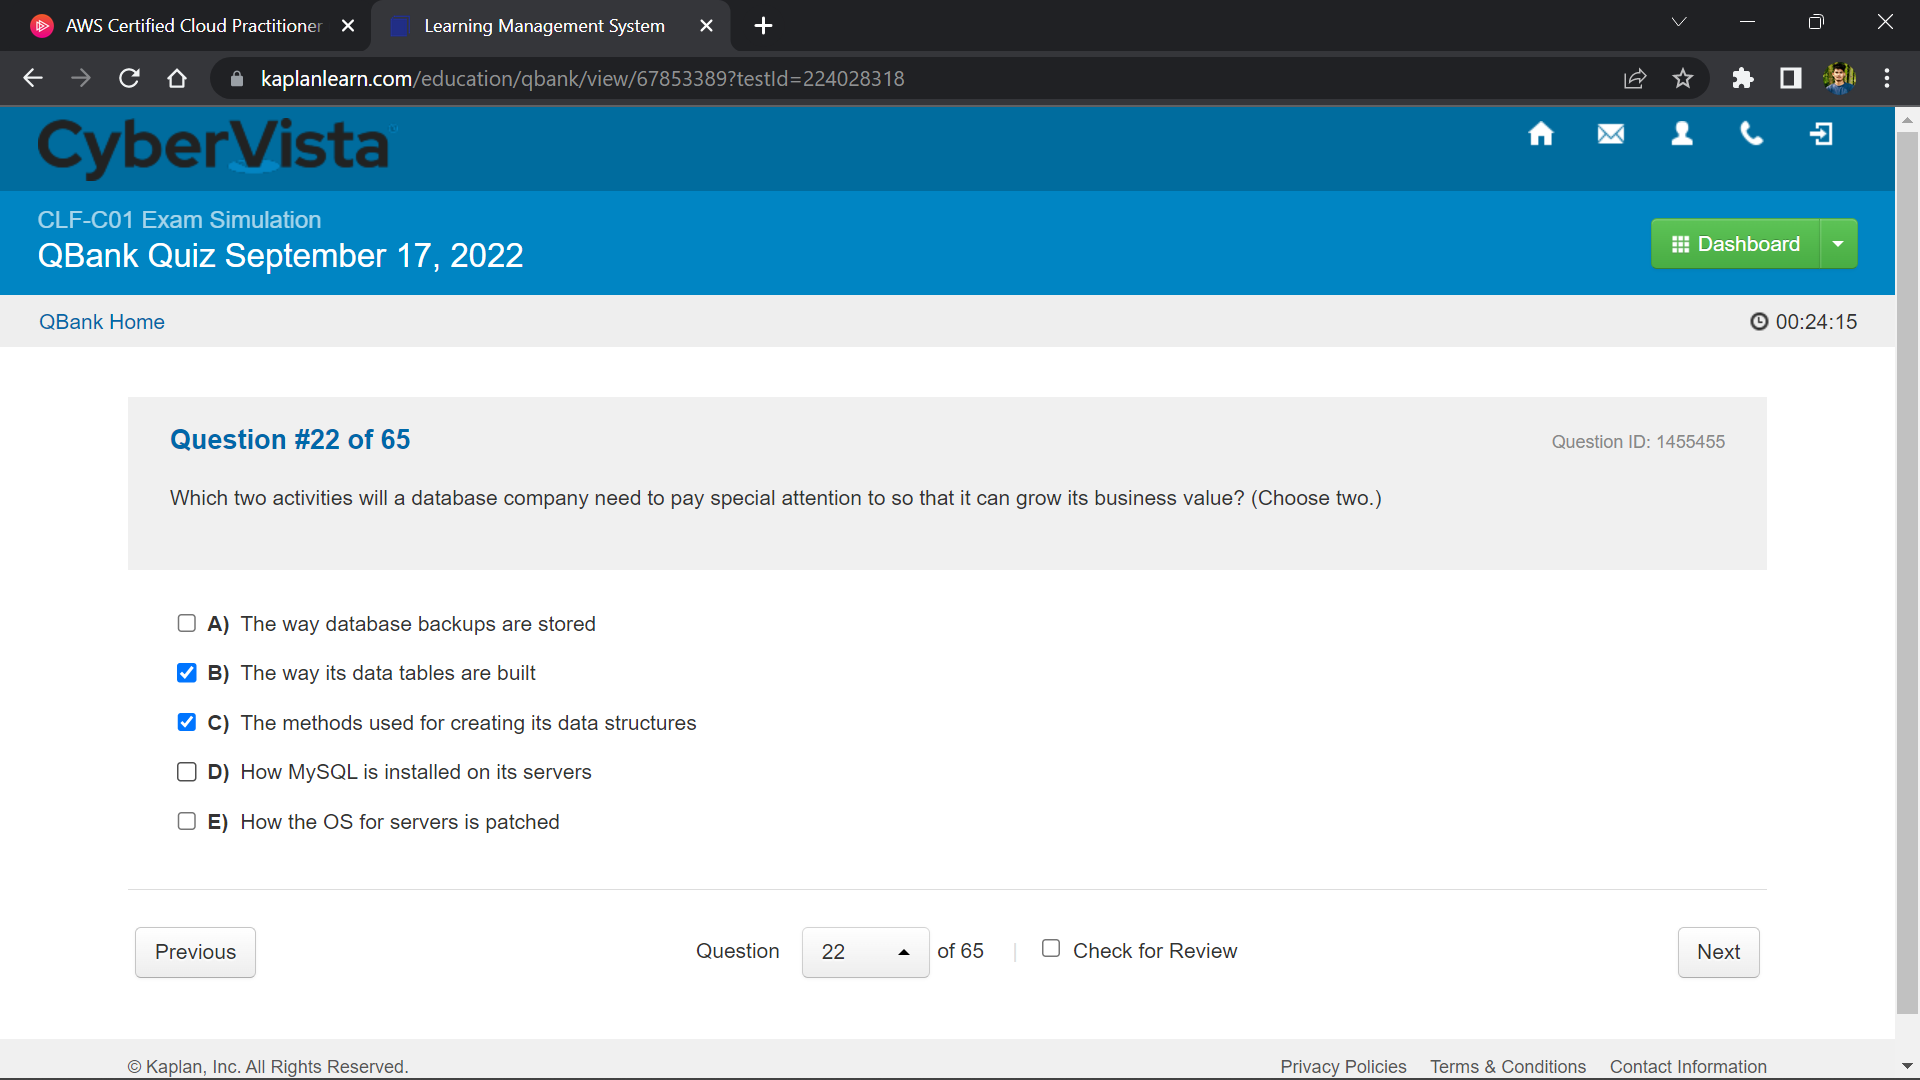 AWS Certified Cloud Practitioner
Learning Management System
kaplanlearn.com/education/qbank/view/67853389?testId=224028318
CyberVista
CLF-C01 Exam Simulation
QBank Quiz September 17, 2022
Dashboard
QBank Home
00:24:15
Question #22 of 65
Question ID: 1455455
Which two activities will a database company need to pay special attention to so that it can grow its business value? (Choose two.)
A) The way database backups are stored
B) The way its data tables are built
C) The methods used for creating its data structures
D) How MySQL is installed on its servers
E) How the OS for servers is patched
Previous
Question 22 of 65 | Check for Review
Next
© Kaplan, Inc. All Rights Reserved.
Privacy Policies Terms & Conditions Contact Information